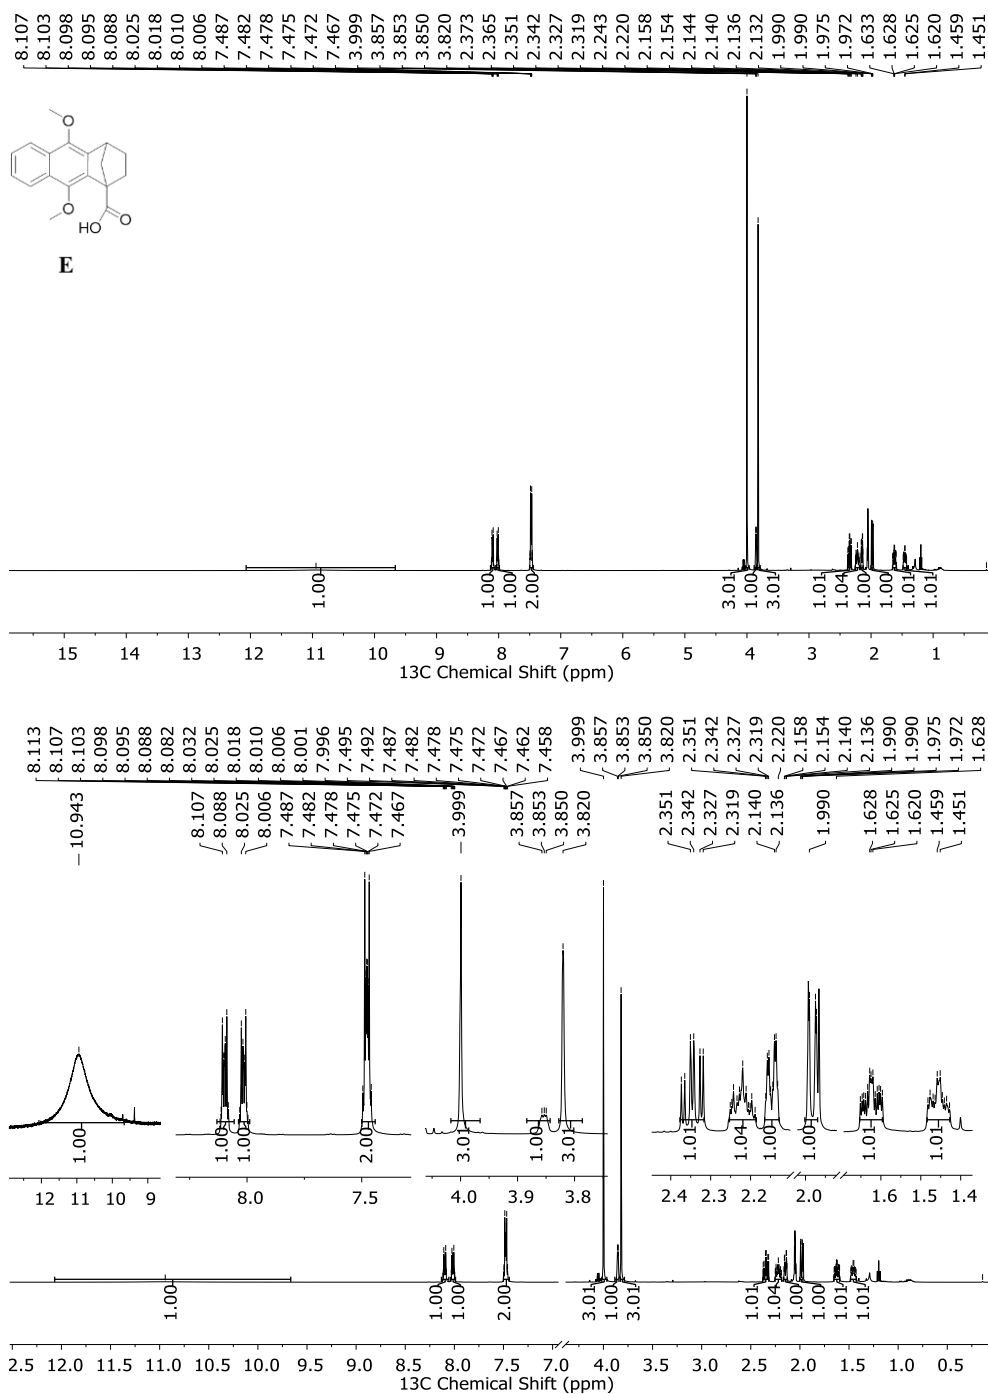 8.107 8.103 8.098 8.095 8.088 8.025 8.018 8.010 8.006 7.487 7.482 7.478 7.475 7.472 7.467 3.999 3.857 3.853 3.850 3.820 2.373 2.365 2.351 2.342 2.327 2.319 2.243 2.220 2.158 2.154 2.144 2.140 2.136 2.132 1.990 1.990 1.975 1.972 1.633 1.628 1.625 1.620 1.459 1.451
O
O
HO
O
E
1.00 1.00 1.00 2.00 3.01 1.00 3.01 1.01 1.04 1.00 1.00 1.01 1.01
15 14 13 12 11 10 9 8 7 6 5 4 3 2 1
13C Chemical Shift (ppm)
8.113 8.107 8.103 8.098 8.095 8.088 8.082 8.032 8.025 8.018 8.010 8.006 8.001 7.996 7.495 7.492 7.487 7.482 7.478 7.475 7.472 7.467 7.462 7.458 3.999 3.857 3.853 3.850 3.820 2.351 2.342 2.327 2.319 2.220 2.158 2.154 2.140 2.136 1.990 1.990 1.975 1.972 1.628
10.943 8.107 8.088 8.025 8.006 7.487 7.482 7.478 7.475 7.472 7.467 3.999 3.857 3.853 3.850 3.820 2.351 2.342 2.327 2.319 2.140 2.136 1.990 1.628 1.625 1.620 1.459 1.451
1.00 1.00 1.00 2.00 3.01 1.00 3.01 1.01 1.04 1.00 1.00 1.01 1.01
12 11 10 9 8.0 7.5 4.0 3.9 3.8 2.4 2.3 2.2 2.0 1.6 1.5 1.4
1.00 1.00 1.00 2.00 3.01 1.00 3.01 1.01 1.04 1.00 1.00 1.01 1.01
2.5 12.0 11.5 11.0 10.5 10.0 9.5 9.0 8.5 8.0 7.5 7.0 4.0 3.5 3.0 2.5 2.0 1.5 1.0 0.5
13C Chemical Shift (ppm)